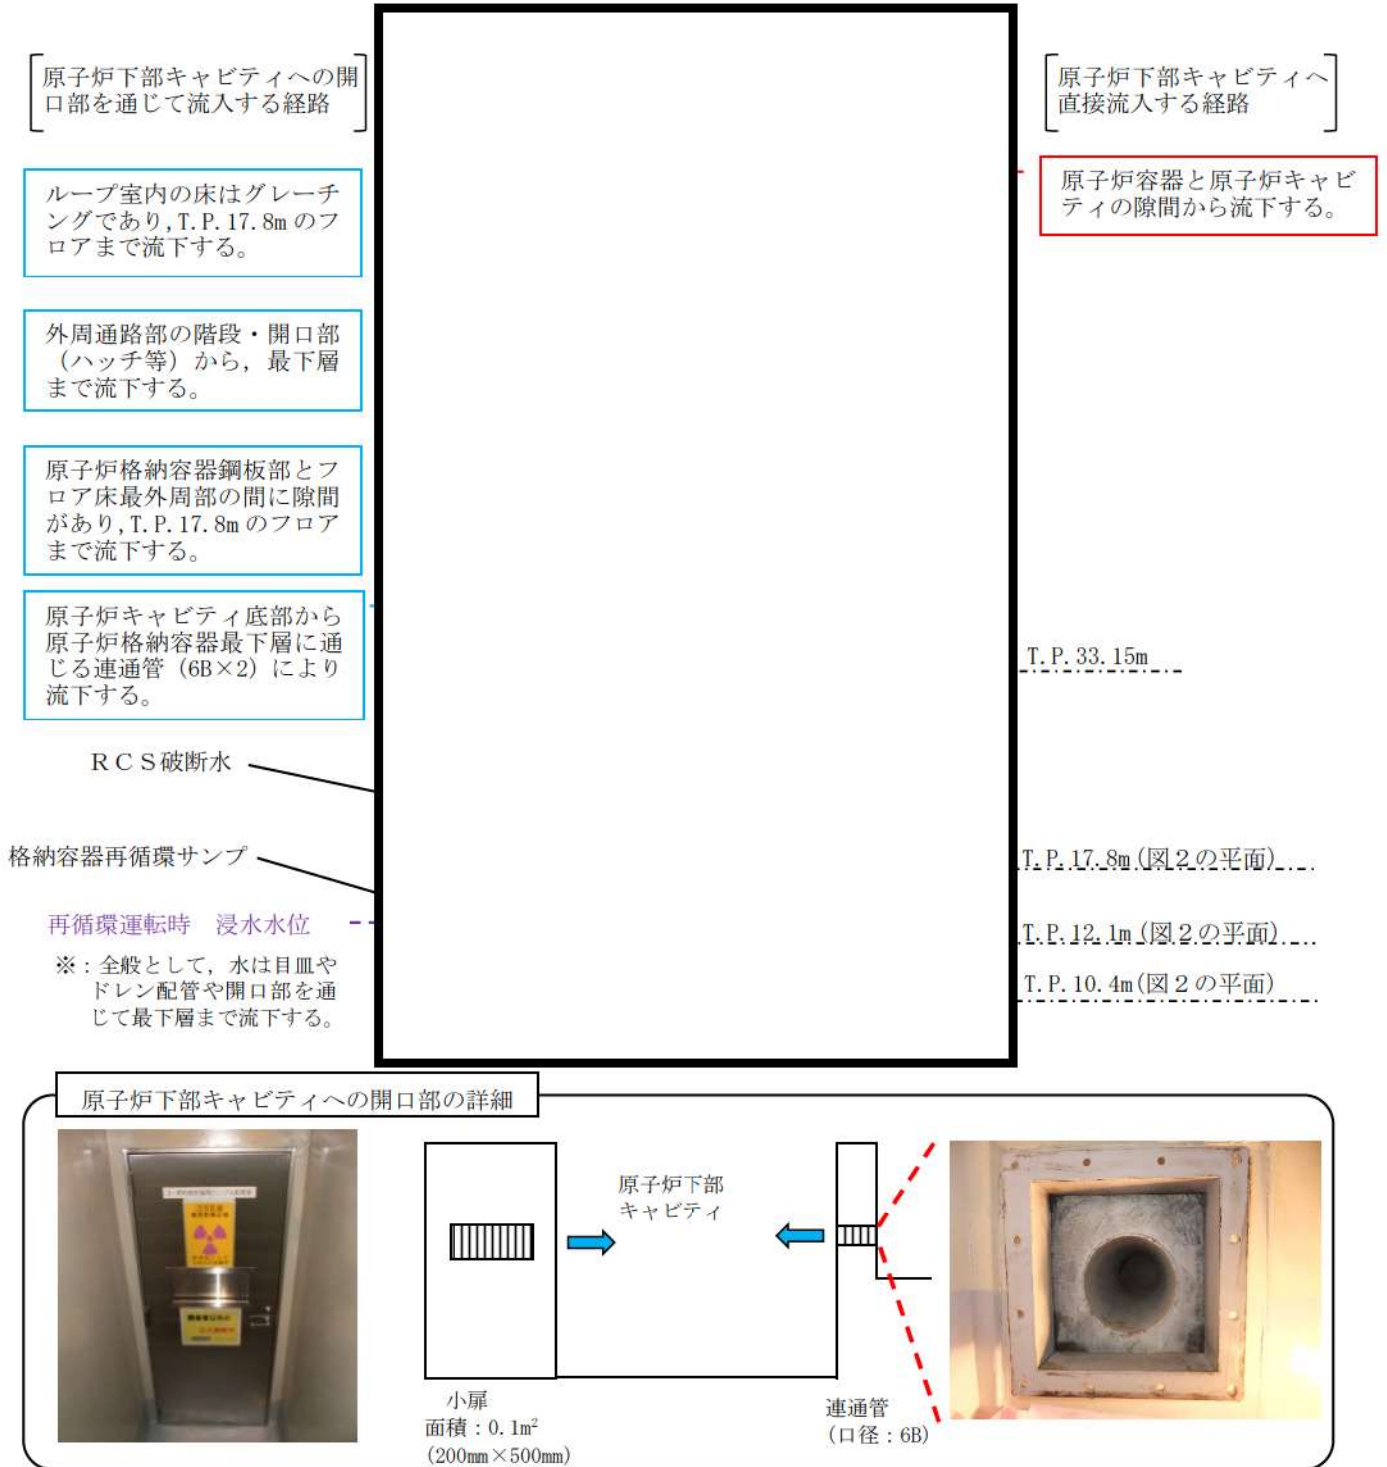 原子炉下部キャビティへの開
口部を通じて流入する経路
原子炉下部キャビティへ
直接流入する経路
ループ室内の床はグレーチ
ングであり,T.P.17.8mのフ
ロアまで流下する。
原子炉容器と原子炉キャビ
ティの隙間から流下する。
外周通路部の階段・開口部
（ハッチ等）から，最下層
まで流下する。
原子炉格納容器鋼板部とフ
ロア床最外周部の間に隙間
があり,T.P.17.8mのフロア
まで流下する。
原子炉キャビティ底部から
原子炉格納容器最下層に通
じる連通管（6B×2）により
流下する。
T.P.33.15m
ＲＣＳ破断水
格納容器再循環サンプ
T.P.17.8m(図２の平面)
再循環運転時　浸水水位
T.P.12.1m(図２の平面)
※：全般として，水は目皿や
ドレン配管や開口部を通
じて最下層まで流下する。
T.P.10.4m(図２の平面)
原子炉下部キャビティへの開口部の詳細
原子炉下部
キャビティ
小扉
面積：0.1m²
(200mm×500mm)
連通管
(口径：6B)